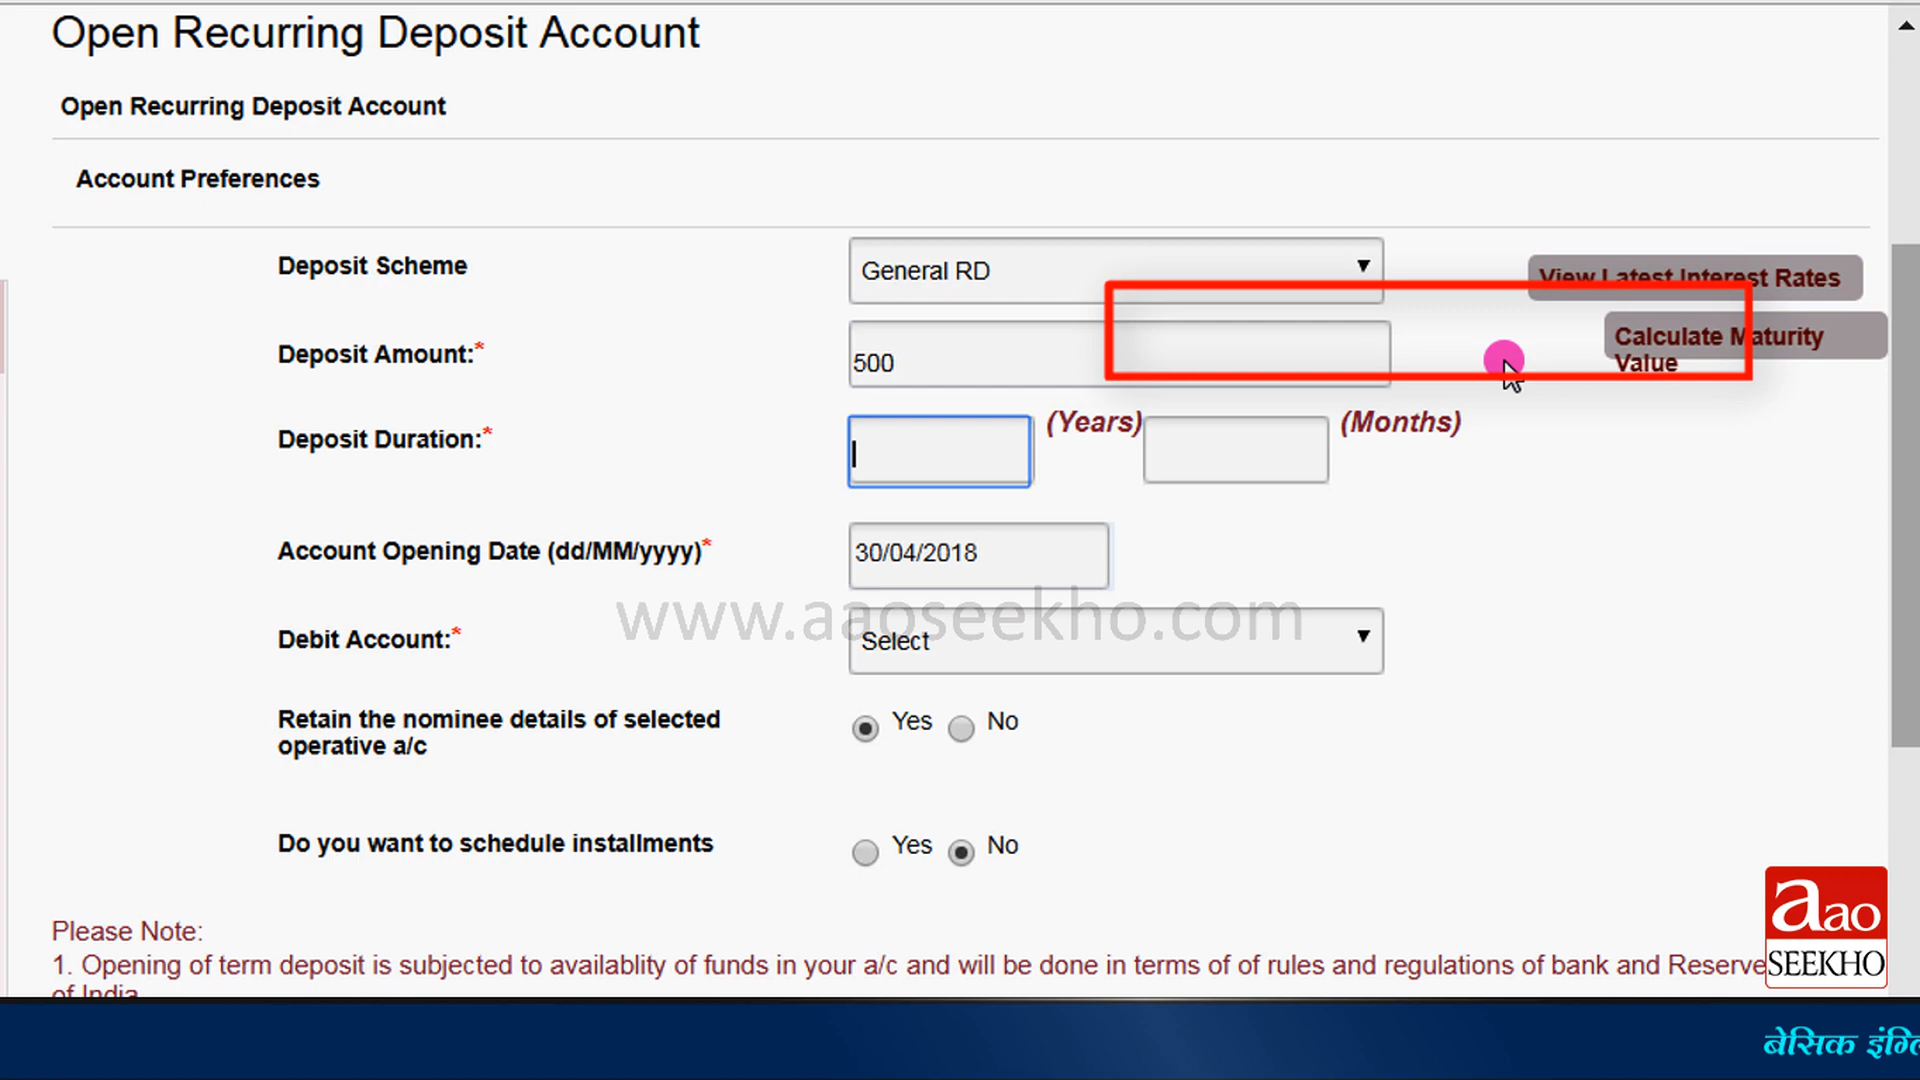 Open Recurring Deposit Account
Open Recurring Deposit Account
Account Preferences
Deposit Scheme
General RD
View Latest Interest Rates
Deposit Amount:*
500
Calculate Maturity
Value
Deposit Duration:*
(Years)
(Months)
Account Opening Date (dd/MM/yyyy)*
30/04/2018
www.aaoseekho.com
Debit Account:*
Select
Retain the nominee details of selected
operative a/c
Yes
No
Do you want to schedule installments
Yes
No
Please Note:
1. Opening of term deposit is subjected to availablity of funds in your a/c and will be done in terms of of rules and regulations of bank and Reserve
of India
aao
SEEKHO
बेसिक